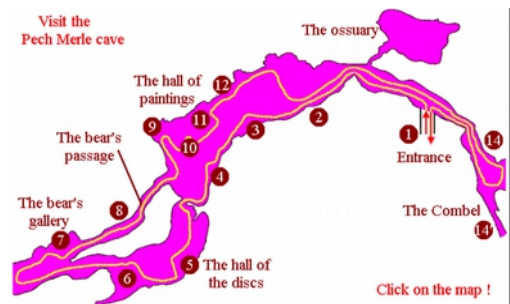 Visit the
Pech Merle cave
The ossuary
The hall of
paintings
12
11
9
10
3
2
1
Entrance
14
The bear's
passage
4
The bear's
gallery
8
7
The Combel
14
6
5
The hall of
the discs
Click on the map !